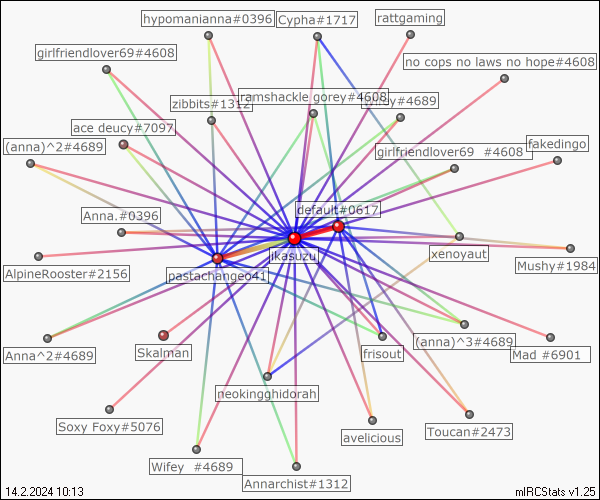 hypomanianna#0396
Cypha#1717
rattgaming
girlfriendlover69#4608
no cops no laws no hope#4608
zibbits#1312
ramshackle gorey#4608
#4689
ace deucy#7097
(anna)^2#4689
girlfriendlover69 #4608
fakedingo
Anna.#0396
default#0617
xenoyaut
ikasuzu
Mushy#1984
AlpineRooster#2156
pastachange041
Anna^2#4689
Skalman
frisout
(anna)^3#4689
Mad #6901
neokingghidorah
Soxy Foxy#5076
avelicious
Toucan#2473
Wifey #4689
Annarchist#1312
14.2.2024 10:13
mIRCStats v1.25